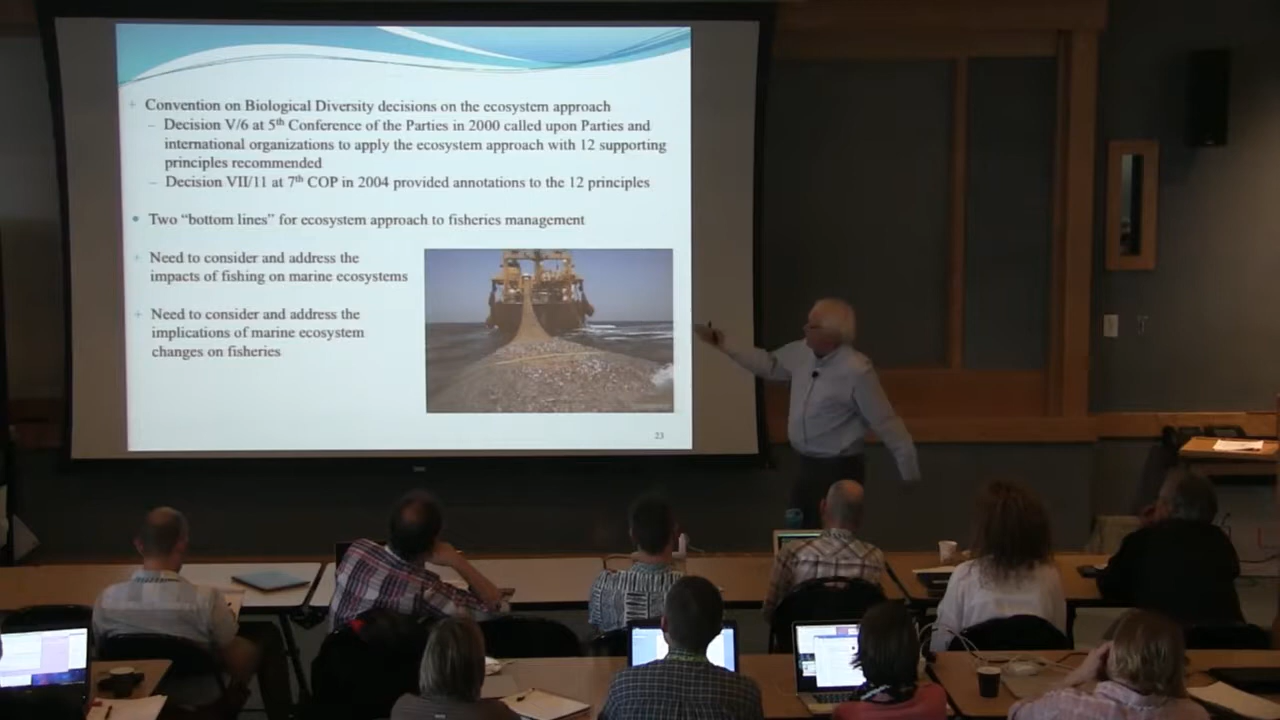 Convention on Biological Diversity decisions on the ecosystem approach
– Decision V/6 at 5th Conference of the Parties in 2000 called upon Parties and
international organizations to apply the ecosystem approach with 12 supporting
principles recommended
– Decision VII/11 at 7th COP in 2004 provided annotations to the 12 principles
• Two “bottom lines” for ecosystem approach to fisheries management
Need to consider and address the
impacts of fishing on marine ecosystems
Need to consider and address the
implications of marine ecosystem
changes on fisheries
23